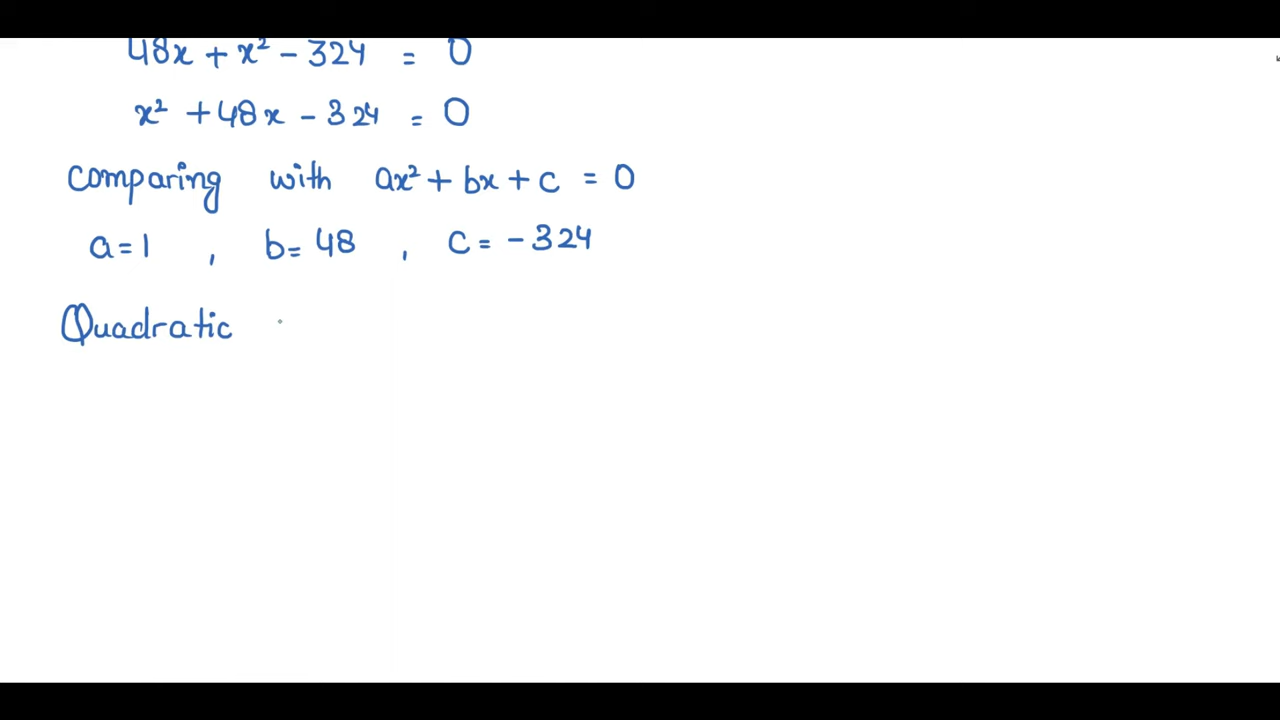 48x + x² - 324 = 0
x² + 48x - 324 = 0
Comparing with ax² + bx + c = 0
a = 1 , b = 48 , c = - 324
Quadratic